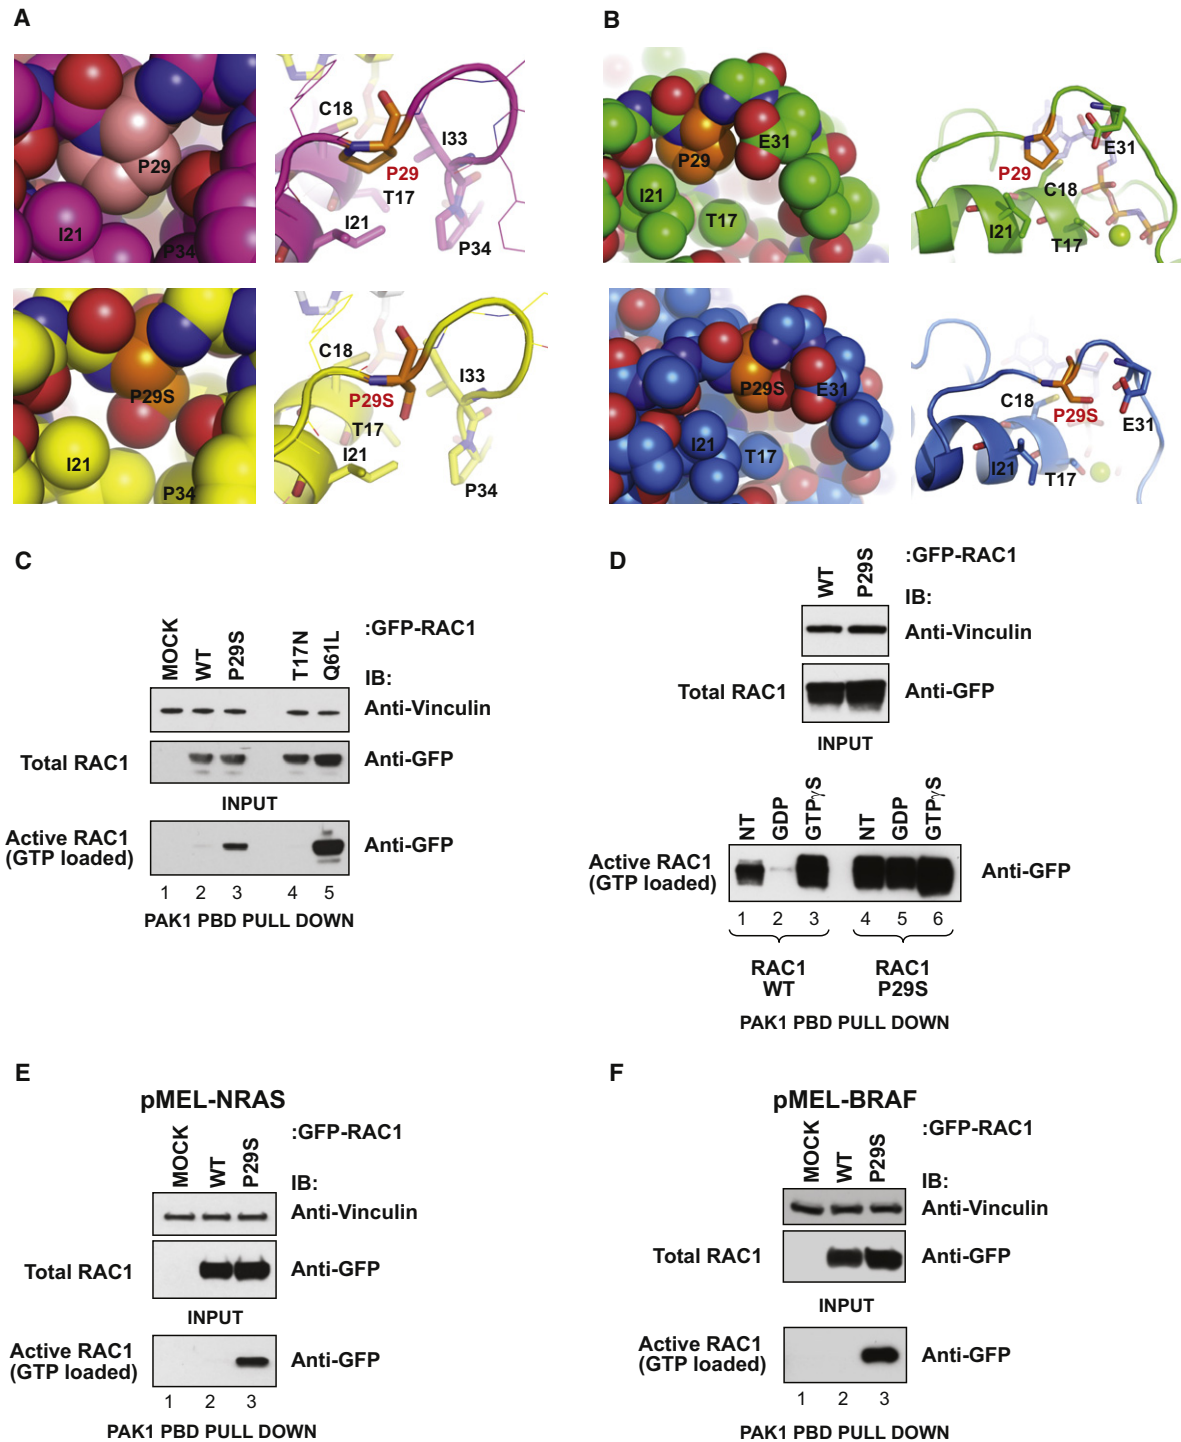 A
P29
I21
P34
C18
I33
P29
T17
I21
P34
P29S
I21
P34
C18
I33
P29S
T17
I21
P34
B
P29
E31
I21
T17
P29
E31
C18
I21
T17
P29S
E31
I21
T17
C18
P29S
E31
I21
T17
C
MOCK
WT
P29S
T17N
Q61L
:GFP-RAC1
IB:
Anti-Vinculin
Total RAC1
Anti-GFP
INPUT
Active RAC1
(GTP loaded)
Anti-GFP
1 2 3 4 5
PAK1 PBD PULL DOWN
D
WT
P29S
:GFP-RAC1
IB:
Anti-Vinculin
Total RAC1
Anti-GFP
INPUT
NT
GDP
GTPγS
NT
GDP
GTPγS
Active RAC1
(GTP loaded)
Anti-GFP
1 2 3 4 5 6
RAC1
WT
RAC1
P29S
PAK1 PBD PULL DOWN
E
pMEL-NRAS
MOCK
WT
P29S
:GFP-RAC1
IB:
Anti-Vinculin
Total RAC1
Anti-GFP
INPUT
Active RAC1
(GTP loaded)
Anti-GFP
1 2 3
PAK1 PBD PULL DOWN
F
pMEL-BRAF
MOCK
WT
P29S
:GFP-RAC1
IB:
Anti-Vinculin
Total RAC1
Anti-GFP
INPUT
Active RAC1
(GTP loaded)
Anti-GFP
1 2 3
PAK1 PBD PULL DOWN